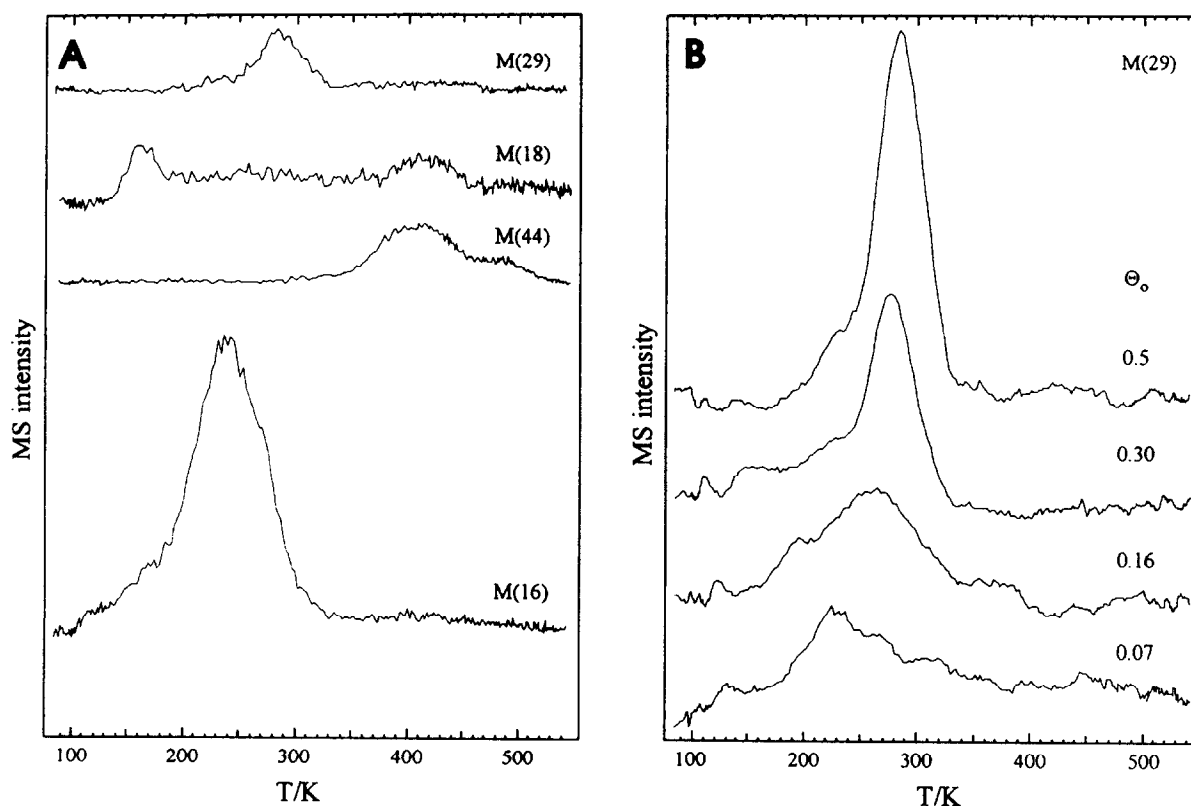 A
M(29)
M(18)
M(44)
M(16)
MS intensity
100 200 300 400 500
T/K
B
M(29)
Θo
0.5
0.30
0.16
0.07
MS intensity
100 200 300 400 500
T/K